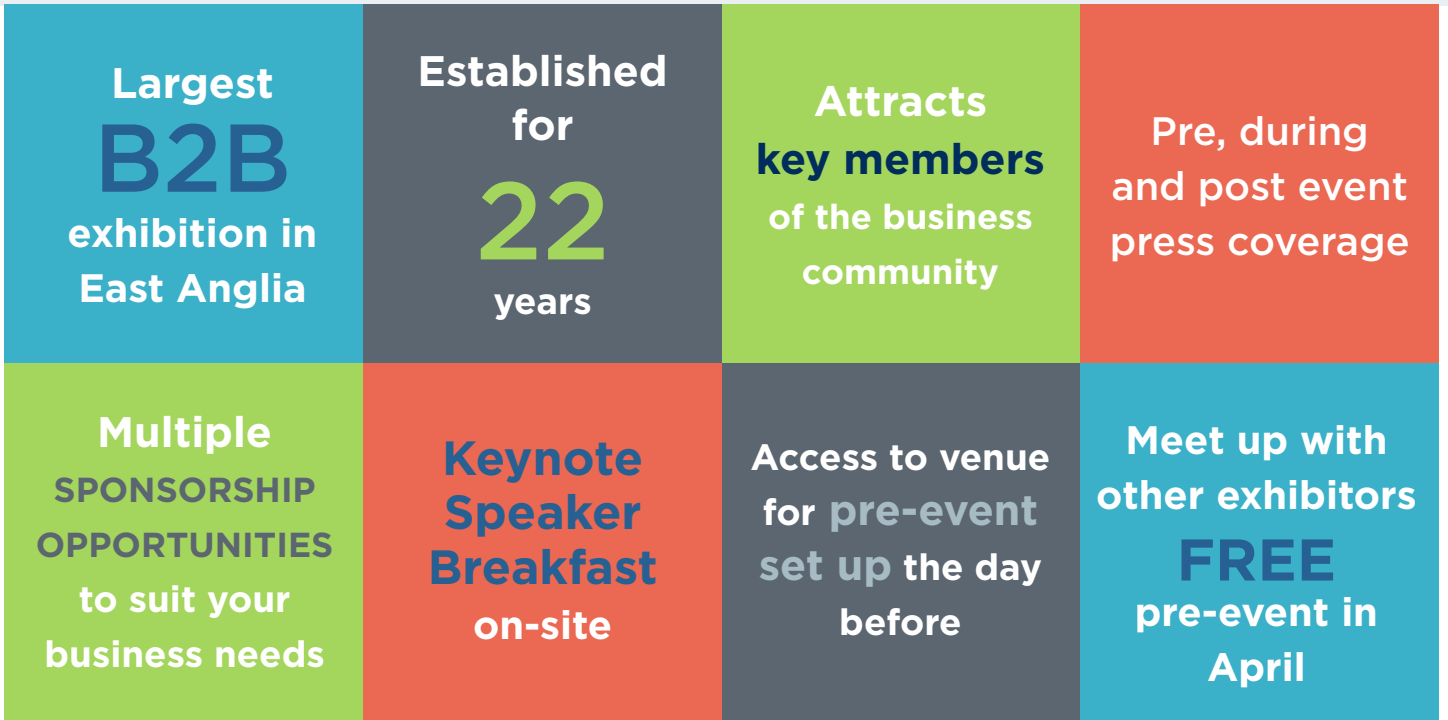 Largest
B2B
exhibition in
East Anglia
Established
for
22
years
Attracts
key members
of the business
community
Pre, during
and post event
press coverage
Multiple
SPONSORSHIP
OPPORTUNITIES
to suit your
business needs
Keynote
Speaker
Breakfast
on-site
Access to venue
for pre-event
set up the day
before
Meet up with
other exhibitors
FREE
pre-event in
April